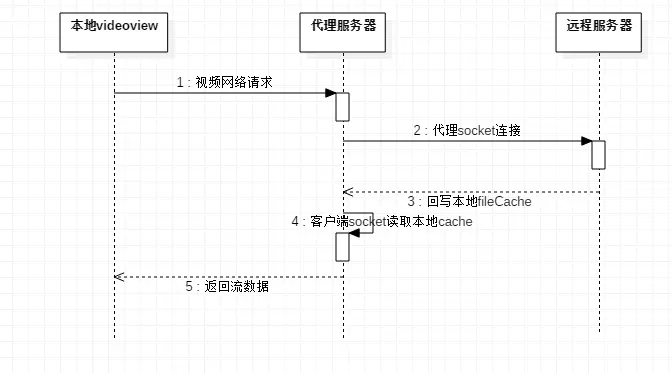 本地videoview
代理服务器
远程服务器
1 : 视频网络请求
2 : 代理socket连接
3 : 回写本地fileCache
4 : 客户端socket读取本地cache
5 : 返回流数据